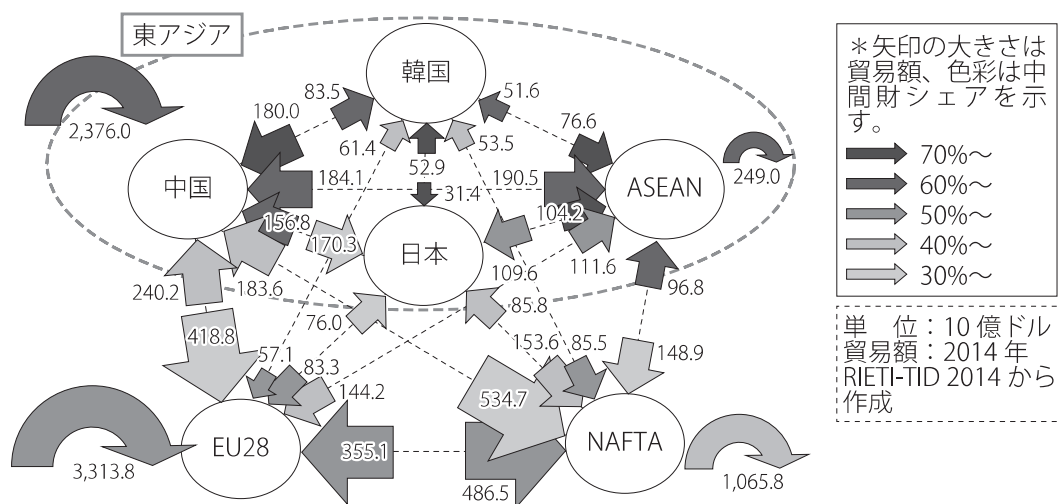 東アジア
韓国
2,376.0
180.0
83.5
51.6
76.6
61.4
53.5
52.9
中国
184.1
190.5
ASEAN
249.0
31.4
156.8
170.3
日本
104.2
109.6
111.6
96.8
240.2
183.6
76.0
85.8
418.8
57.1
83.3
153.6
85.5
148.9
144.2
534.7
EU28
355.1
NAFTA
3,313.8
486.5
1,065.8
＊矢印の大きさは
貿易額、色彩は中
間財シェアを示
す。
70%～
60%～
50%～
40%～
30%～
単　位：10 億ドル
貿易額：2014 年
RIETI-TID 2014 から
作成